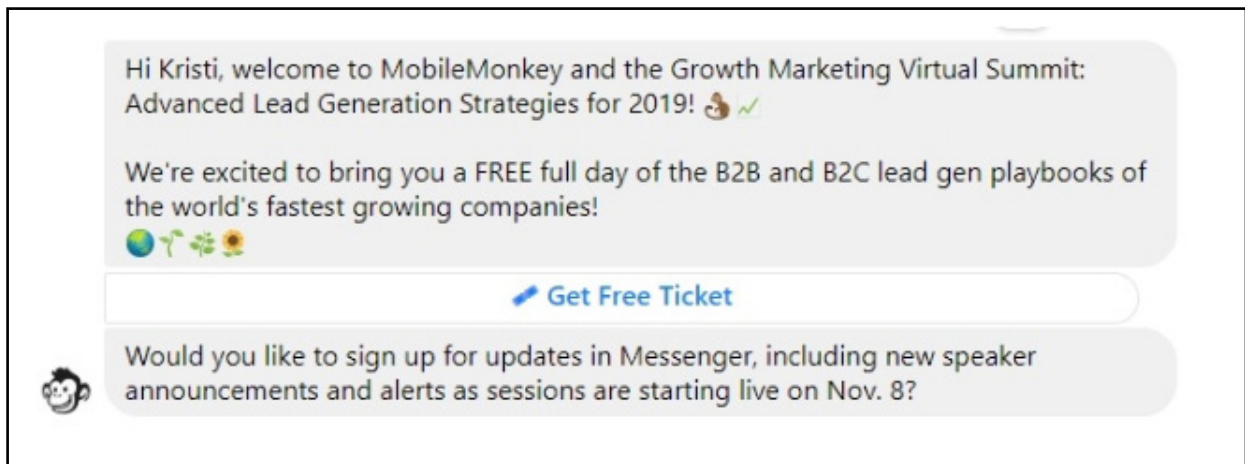 Hi Kristi, welcome to MobileMonkey and the Growth Marketing Virtual Summit:
Advanced Lead Generation Strategies for 2019! 🐒 📈
We're excited to bring you a FREE full day of the B2B and B2C lead gen playbooks of
the world's fastest growing companies!
🌏🌱🌿🌻
Get Free Ticket
Would you like to sign up for updates in Messenger, including new speaker
announcements and alerts as sessions are starting live on Nov. 8?